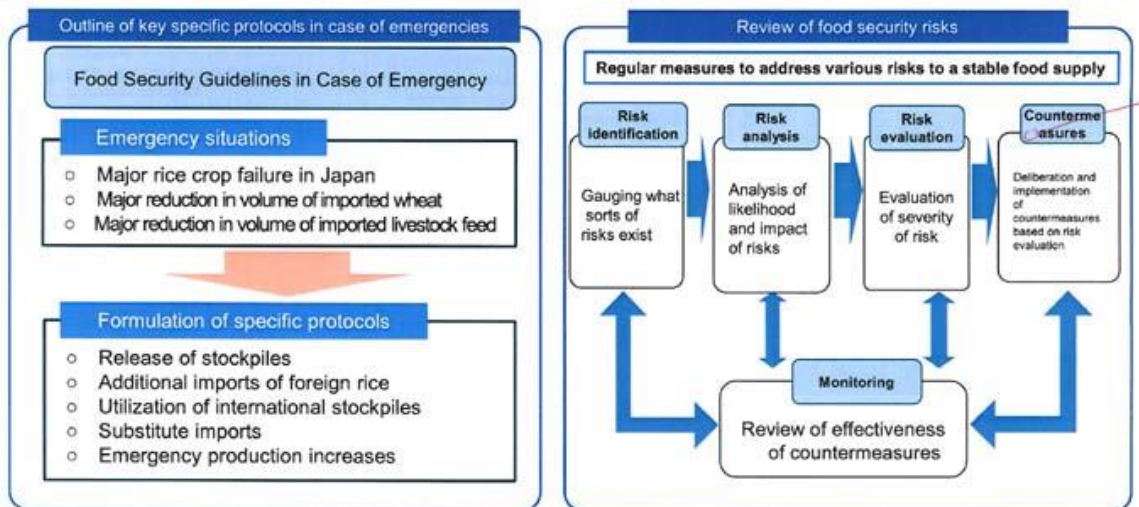 Outline of key specific protocols in case of emergencies
Food Security Guidelines in Case of Emergency
Emergency situations
○ Major rice crop failure in Japan
○ Major reduction in volume of imported wheat
○ Major reduction in volume of imported livestock feed
Formulation of specific protocols
○ Release of stockpiles
○ Additional imports of foreign rice
○ Utilization of international stockpiles
○ Substitute imports
○ Emergency production increases
Review of food security risks
Regular measures to address various risks to a stable food supply
Risk
identification
Gauging what
sorts of
risks exist
Risk
analysis
Analysis of
likelihood
and impact
of risks
Risk
evaluation
Evaluation
of severity
of risk
Counterme
asures
Deliberation and
implementation
of
countermeasures
based on risk
evaluation
Monitoring
Review of effectiveness
of countermeasures